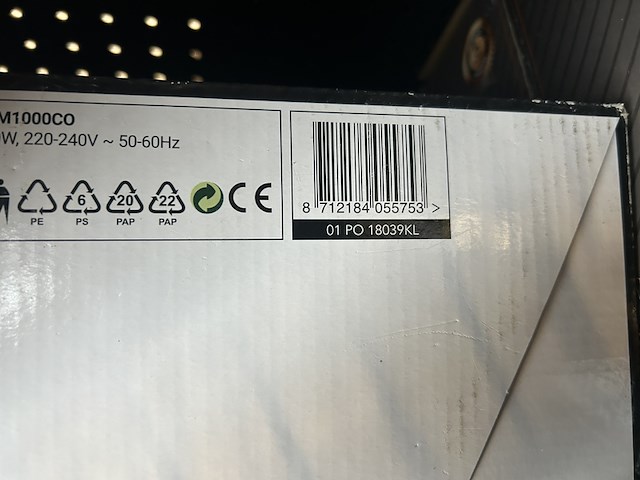 M1000CO
W, 220-240V ~ 50-60Hz
PE
6
PS
20
PAP
22
PAP
CE
8 712184 055753 >
01 PO 18039KL